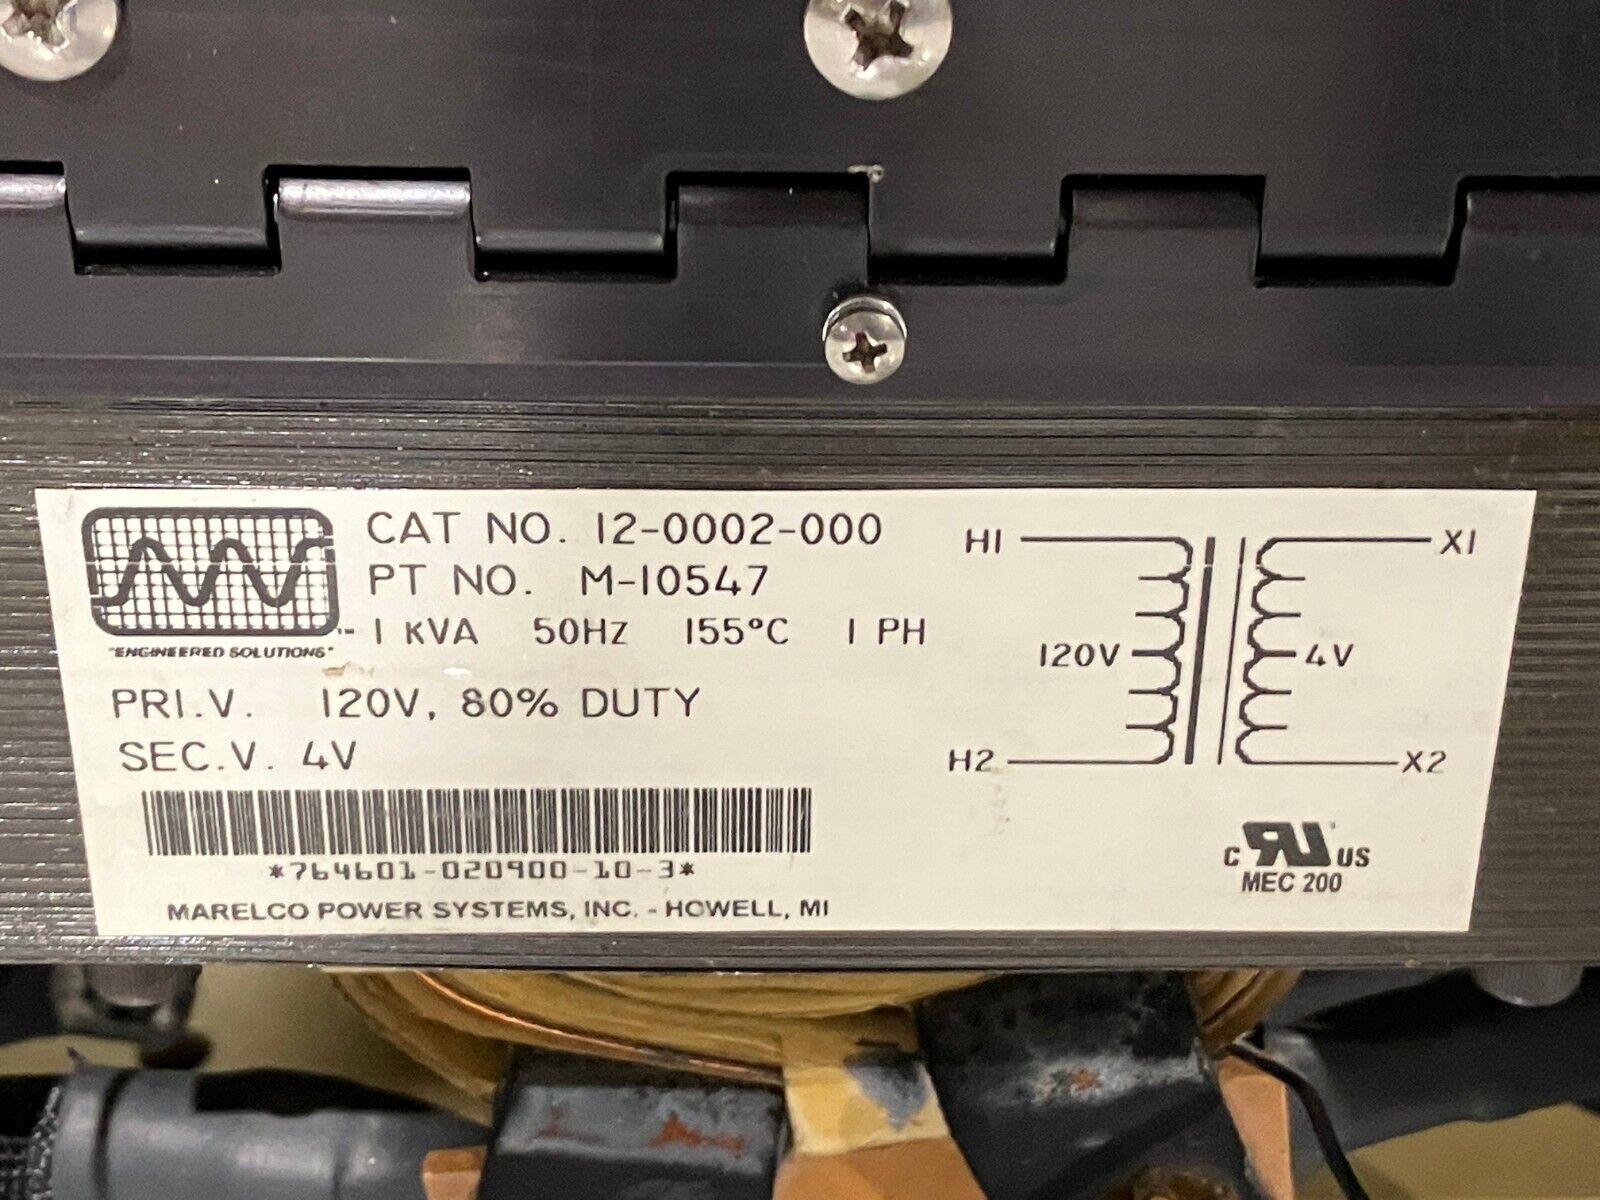 CAT NO. 12-0002-000
PT NO. M-10547
1 KVA 50HZ 155°C 1 PH
"ENGINEERED SOLUTIONS"
PRI.V. 120V, 80% DUTY
SEC.V. 4V
*764601-020900-10-3*
MARELCO POWER SYSTEMS, INC. - HOWELL, MI
H1 X1
120V 4V
H2 X2
C RU US
MEC 200